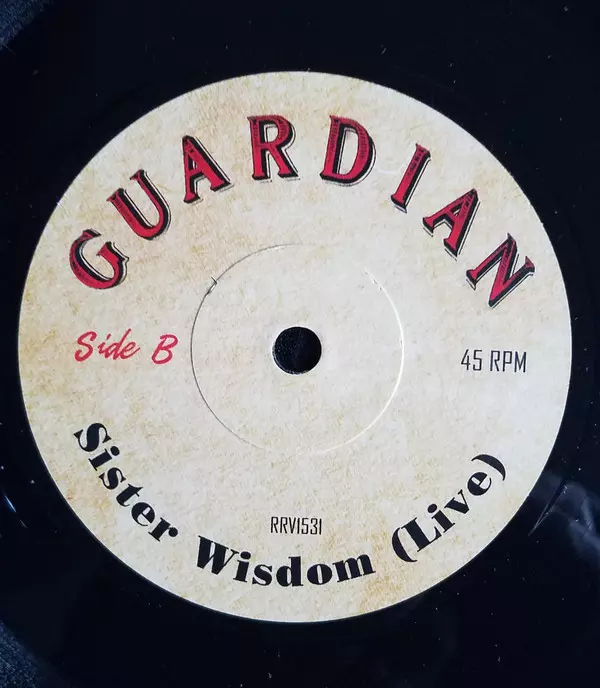 GUARDIAN
Side B
45 RPM
RRV1531
Sister Wisdom (Live)